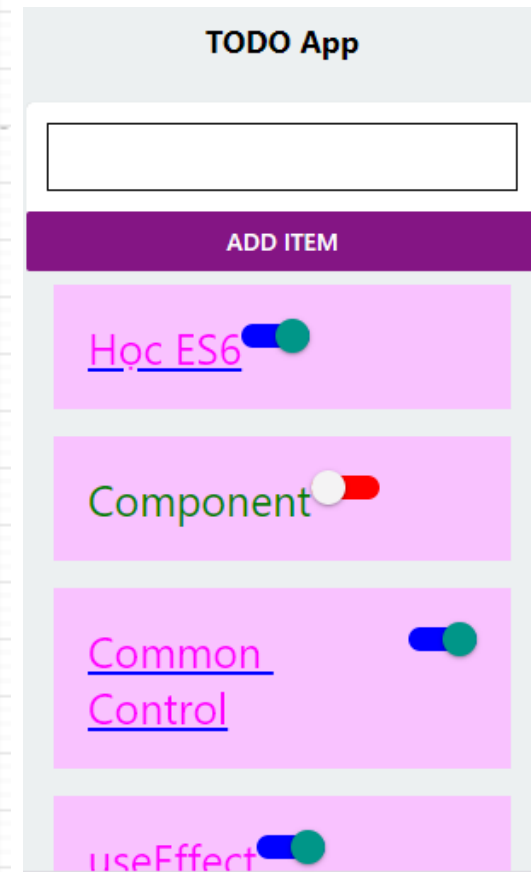 TODO App
ADD ITEM
Học ES6
Component
Common
Control
useEffect